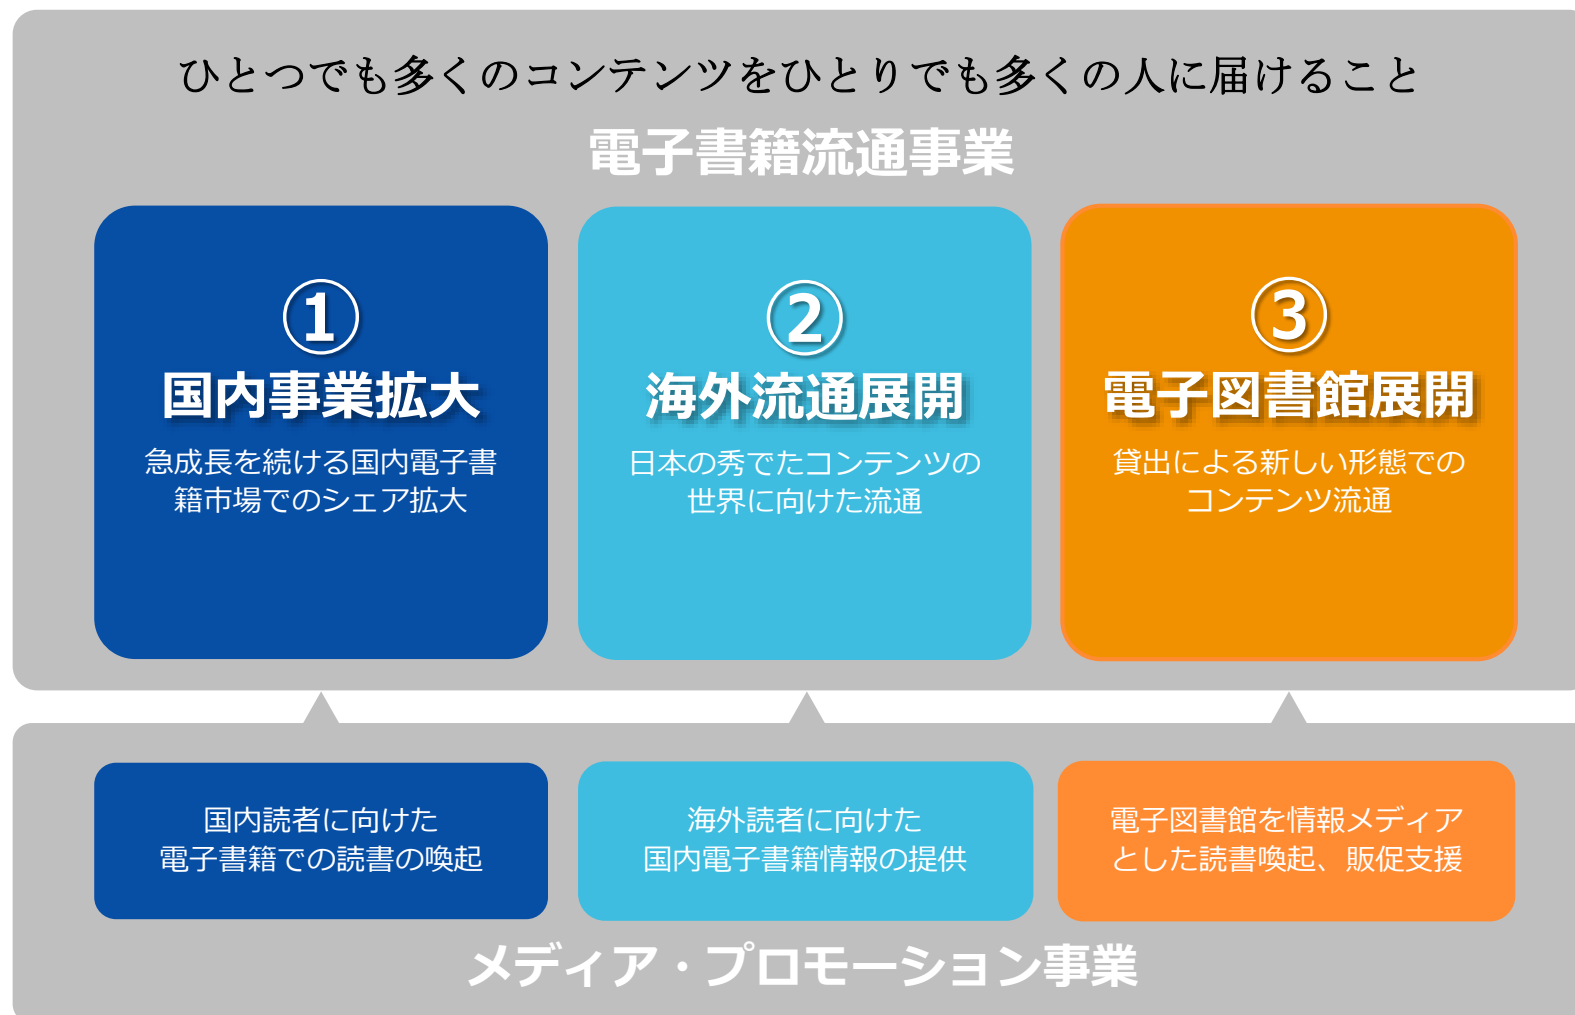 ひとつでも多くのコンテンツをひとりでも多くの人に届けること
電子書籍流通事業
①
国内事業拡大
急成長を続ける国内電子書
籍市場でのシェア拡大
②
海外流通展開
日本の秀でたコンテンツの
世界に向けた流通
③
電子図書館展開
貸出による新しい形態での
コンテンツ流通
国内読者に向けた
電子書籍での読書の喚起
海外読者に向けた
国内電子書籍情報の提供
電子図書館を情報メディア
とした読書喚起、販促支援
メディア・プロモーション事業